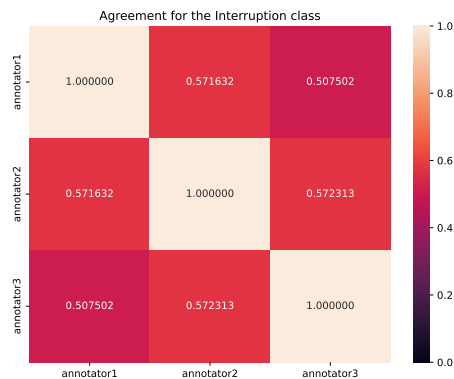 Agreement for the Interruption class
annotator1
1.000000
0.571632
0.507502
annotator2
0.571632
1.000000
0.572313
annotator3
0.507502
0.572313
1.000000
annotator1
annotator2
annotator3
1.0
0.8
0.6
0.4
0.2
0.0